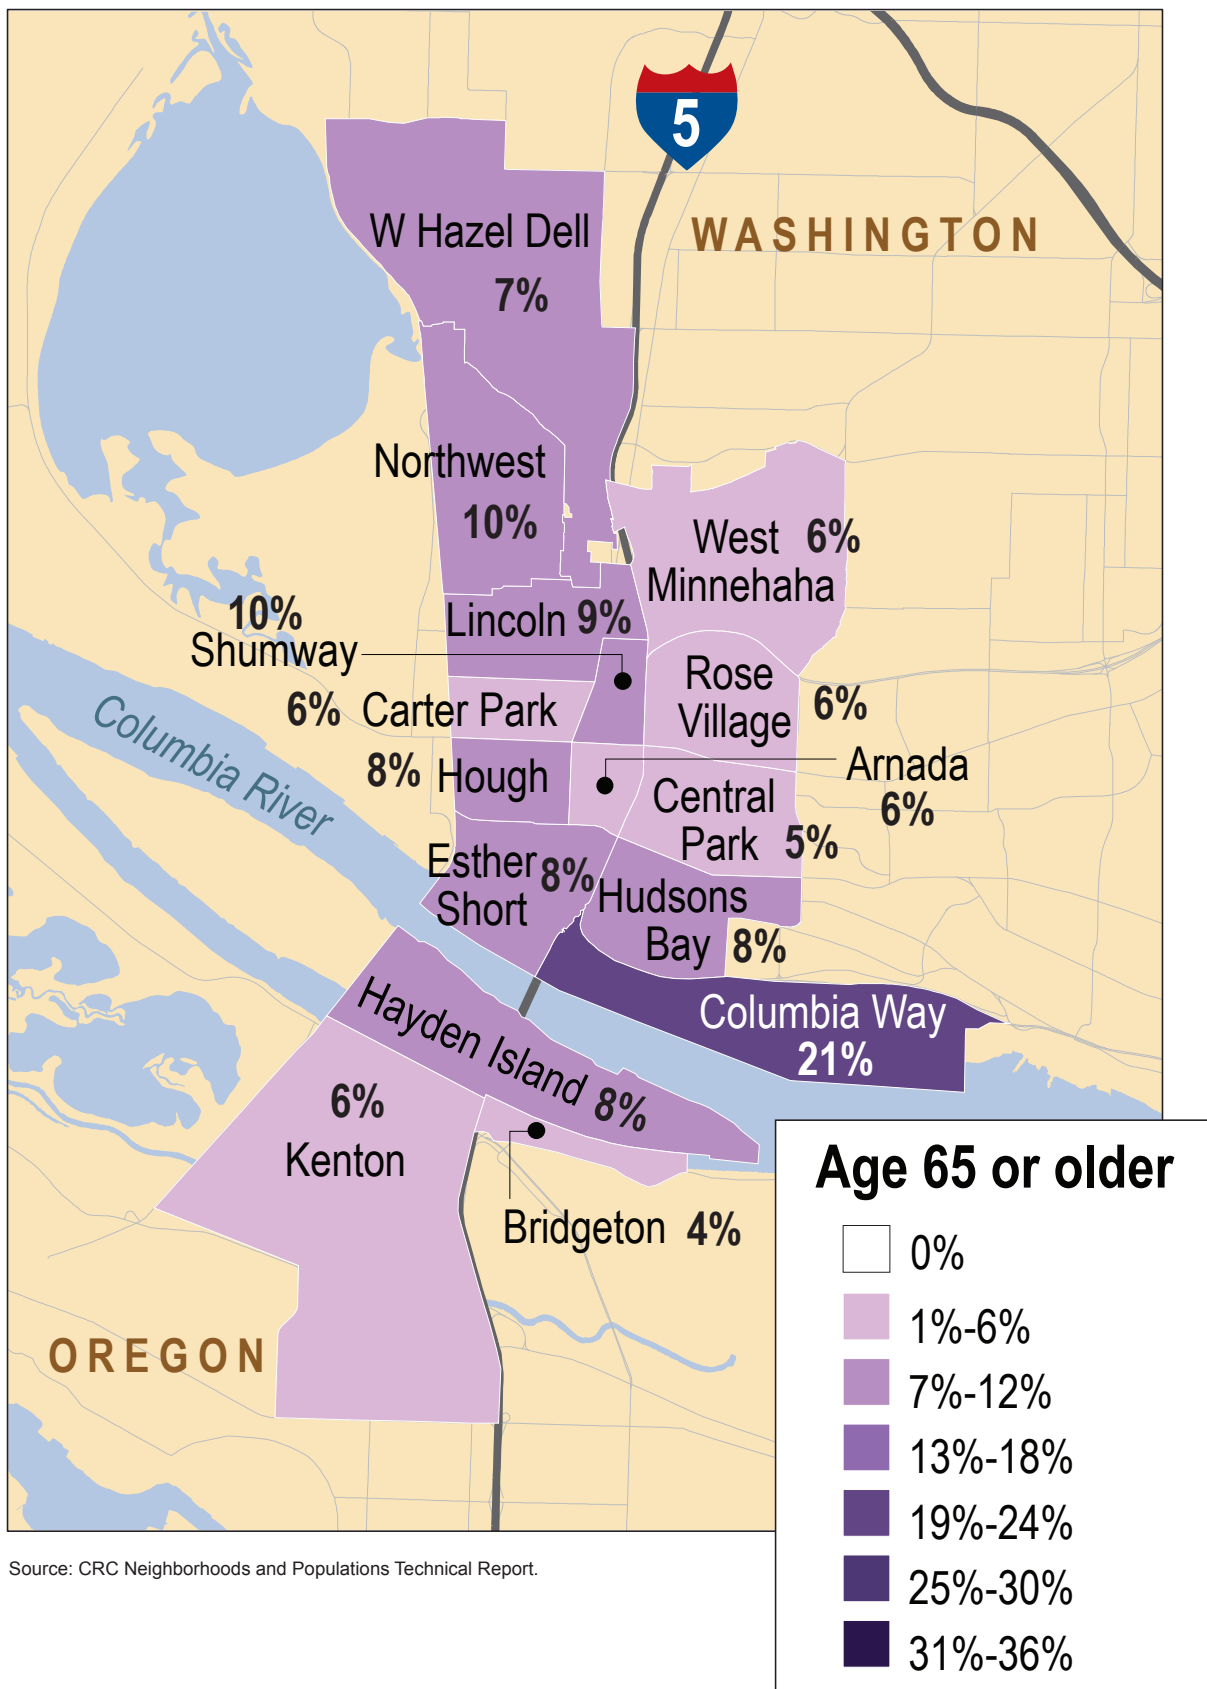 5
WASHINGTON
W Hazel Dell
7%
Northwest
10%
West 6%
Minnehaha
10%
Shumway
Lincoln 9%
Rose
Village 6%
6% Carter Park
8% Hough
Arnada
6%
Central
Park 5%
Columbia River
Esther 8%
Short
Hudsons
Bay 8%
Columbia Way
21%
Hayden Island 8%
6%
Kenton
Bridgeton 4%
OREGON
Age 65 or older
0%
1%-6%
7%-12%
13%-18%
19%-24%
25%-30%
31%-36%
Source: CRC Neighborhoods and Populations Technical Report.